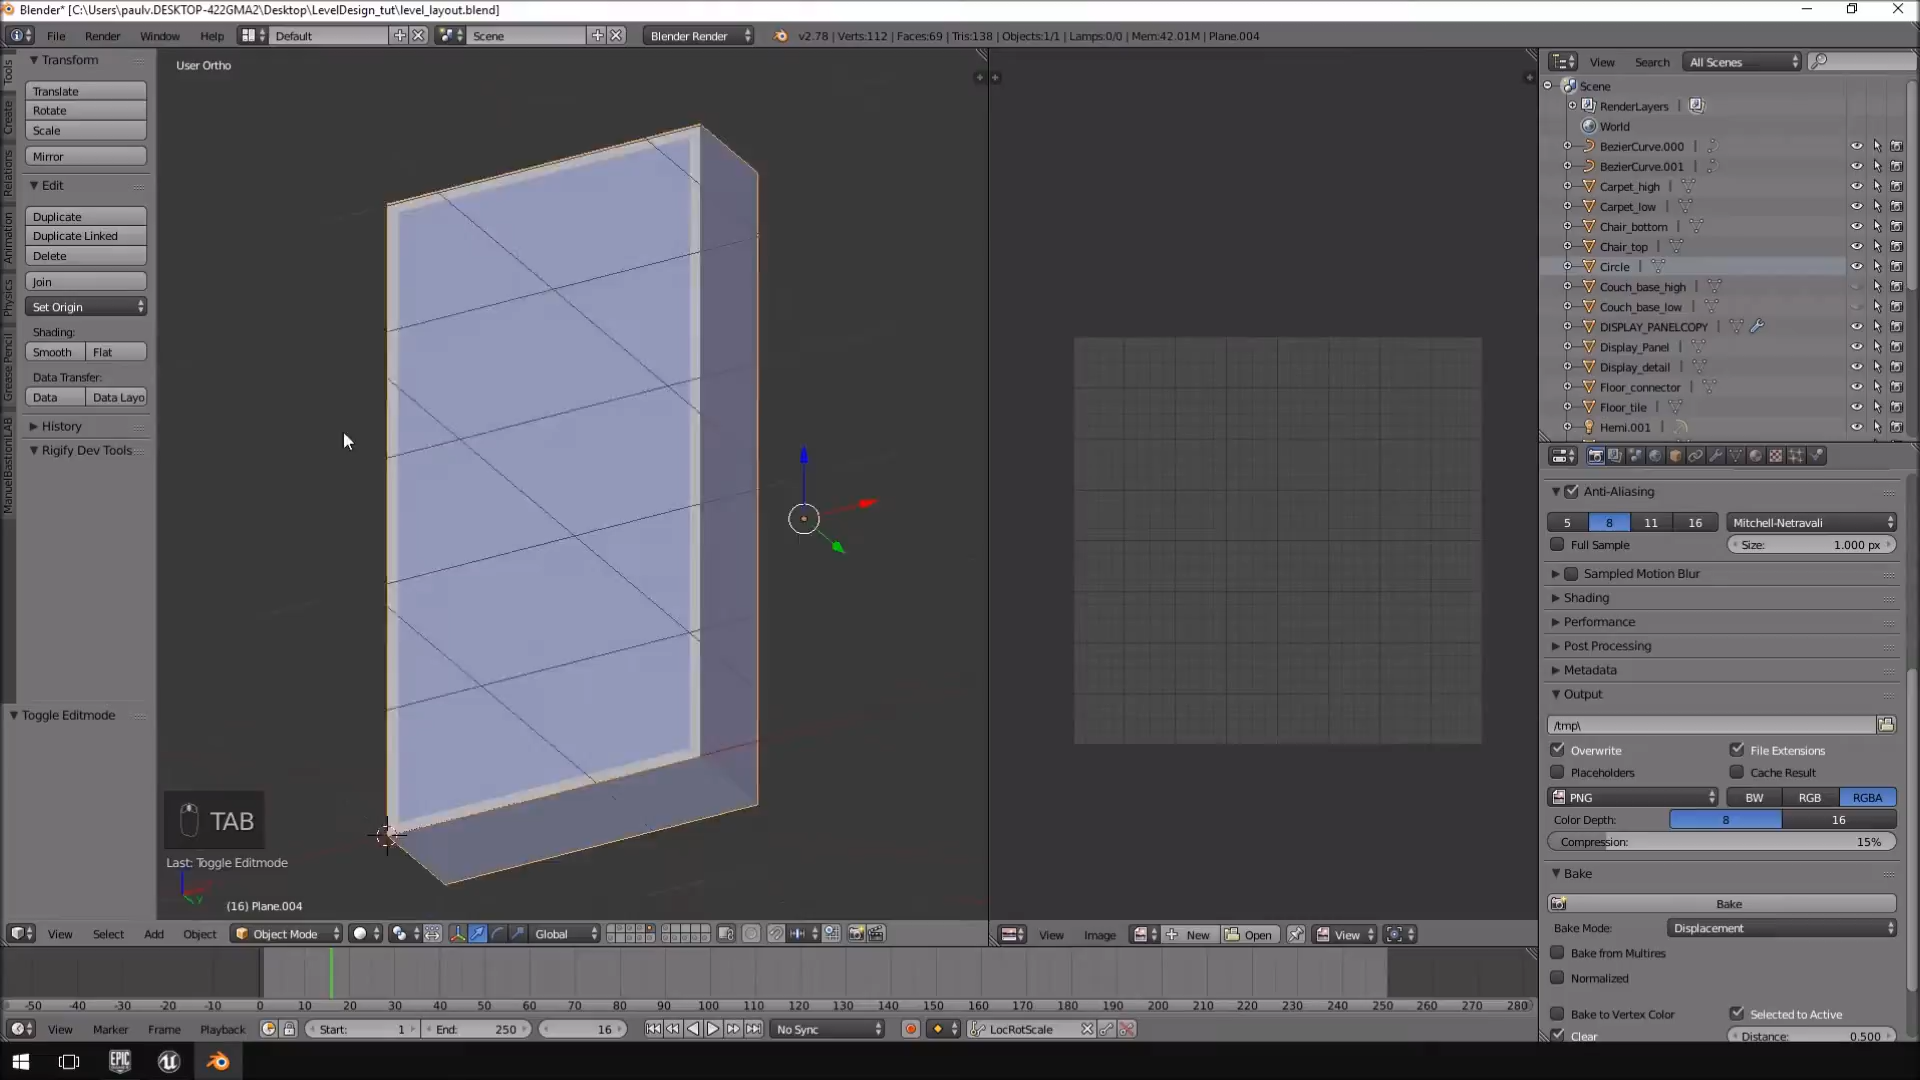 Blender* [C:\Users\paulv.DESKTOP-422GMA2\Desktop\LevelDesign_tut\level_layout.blend]
File Render Window Help Default Scene Blender Render v2.78 | Verts:112 | Faces:69 | Tris:138 | Objects:1/1 | Lamps:0/0 | Mem:42.01M | Plane.004
Tools
Create
Relations
Animation
Physics
Grease Pencil
ManuelBastioniLAB
Transform
Translate
Rotate
Scale
Mirror
Edit
Duplicate
Duplicate Linked
Delete
Join
Set Origin
Shading:
Smooth Flat
Data Transfer:
Data Data Layo
History
Rigify Dev Tools
Toggle Editmode
User Ortho
TAB
Last: Toggle Editmode
(16) Plane.004
View Select Add Object Object Mode Global
View Image New Open View
View Search All Scenes
Scene
RenderLayers
World
BezierCurve.000
BezierCurve.001
Carpet_high
Carpet_low
Chair_bottom
Chair_top
Circle
Couch_base_high
Couch_base_low
DISPLAY_PANELCOPY
Display_Panel
Display_detail
Floor_connector
Floor_tile
Hemi.001
Anti-Aliasing
5 8 11 16 Mitchell-Netravali
Full Sample Size: 1.000 px
Sampled Motion Blur
Shading
Performance
Post Processing
Metadata
Output
/tmp\
Overwrite File Extensions
Placeholders Cache Result
PNG BW RGB RGBA
Color Depth: 8 16
Compression: 15%
Bake
Bake
Bake Mode: Displacement
Bake from Multires
Normalized
Bake to Vertex Color Selected to Active
Clear Distance: 0.500
-50 -40 -30 -20 -10 0 10 20 30 40 50 60 70 80 90 100 110 120 130 140 150 160 170 180 190 200 210 220 230 240 250 260 270 280
View Marker Frame Playback Start: 1 End: 250 16 No Sync LocRotScale
EPIC GAMES